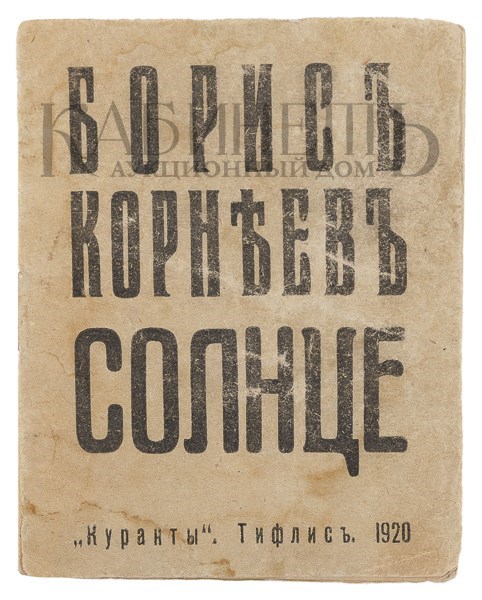 БОРИСЪ
КАБИНЕТЪ
АУКЦИОННЫЙ ДОМ
КОРНѢЕВЪ
СОЛНЦЕ
„Куранты“. Тифлисъ. 1920